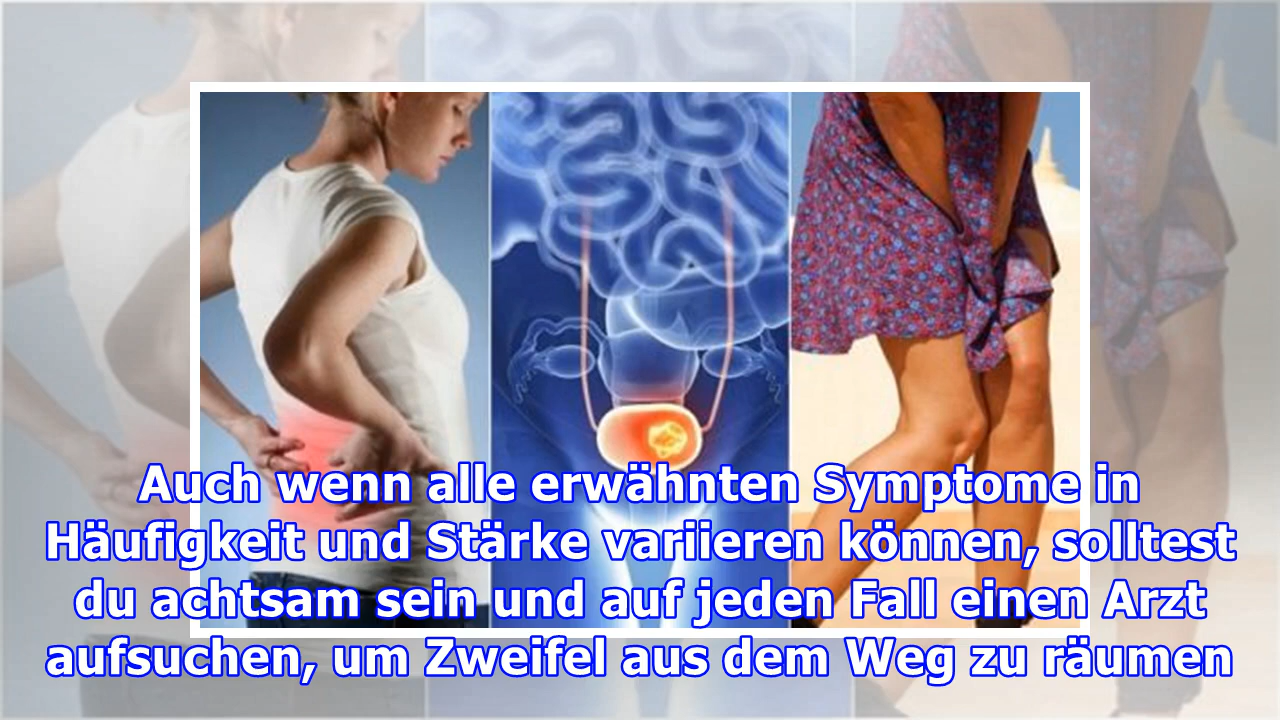 Auch wenn alle erwähnten Symptome in
Häufigkeit und Stärke variieren können, solltest
du achtsam sein und auf jeden Fall einen Arzt
aufsuchen, um Zweifel aus dem Weg zu räumen